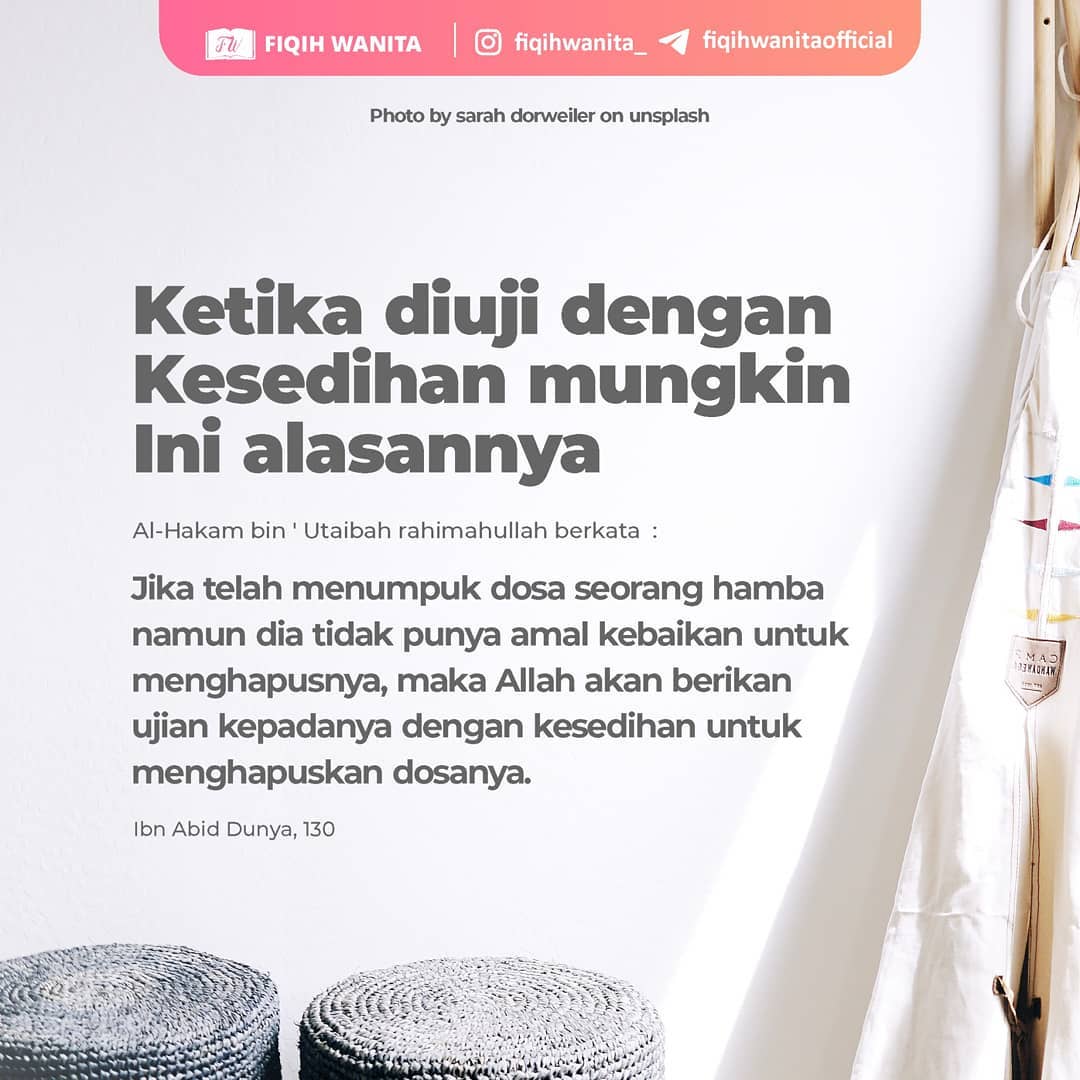 FW FIQIH WANITA fiqihwanita_ fiqihwanitaofficial
Photo by sarah dorweiler on unsplash
Ketika diuji dengan
Kesedihan mungkin
Ini alasannya
Al-Hakam bin ' Utaibah rahimahullah berkata :
Jika telah menumpuk dosa seorang hamba
namun dia tidak punya amal kebaikan untuk
menghapusnya, maka Allah akan berikan
ujian kepadanya dengan kesedihan untuk
menghapuskan dosanya.
Ibn Abid Dunya, 130